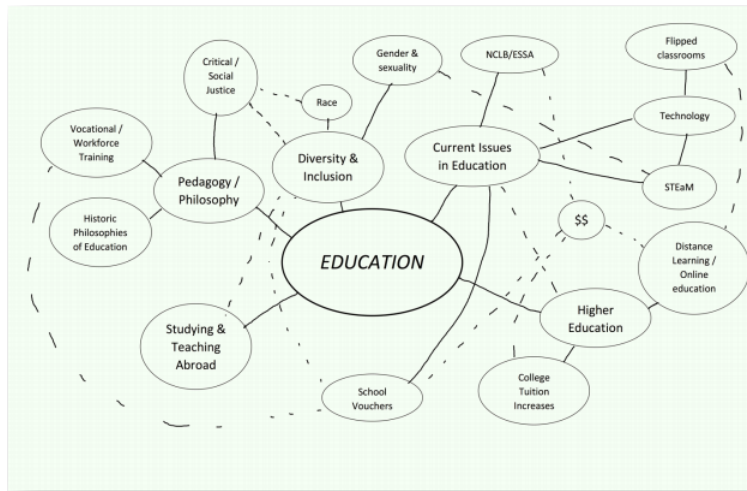 Flipped
classrooms
Critical /
Social
Justice
Gender &
sexuality
NCLB/ESSA
Race
Technology
Vocational /
Workforce
Training
Diversity &
Inclusion
Current Issues
in Education
Pedagogy /
Philosophy
STEaM
Historic
Philosophies
of Education
$$
EDUCATION
Distance
Learning /
Online
education
Studying &
Teaching
Abroad
Higher
Education
School
Vouchers
College
Tuition
Increases